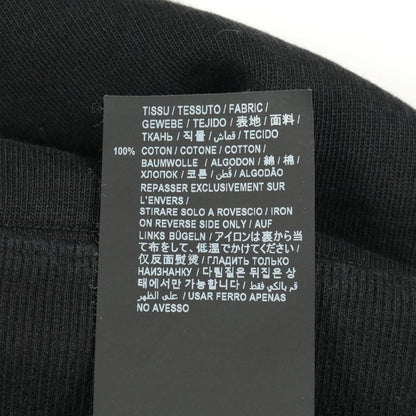 TISSU / TESSUTO / FABRIC /
GEWEBE / TEJIDO / 表地 / 面料 /
ТКАНЬ / 직물 / قماش / TECIDO
100% COTON / COTONE / COTTON /
BAUMWOLLE / ALGODON / 綿 / 棉 /
ХЛОПОК / 코튼 / قطن / ALGODÃO
REPASSER EXCLUSIVEMENT SUR
L'ENVERS /
STIRARE SOLO A ROVESCIO / IRON
ON REVERSE SIDE ONLY / AUF
LINKS BÜGELN / アイロンは裏から当
て布をして、低温でかけてください /
仅反面熨烫 / ГЛАДИТЬ ТОЛЬКО
НАИЗНАНКУ / 다림질은 뒤집은 상
태에서만 가능 / قم بالكي فقط
على الظهر / USAR FERRO APENAS
NO AVESSO